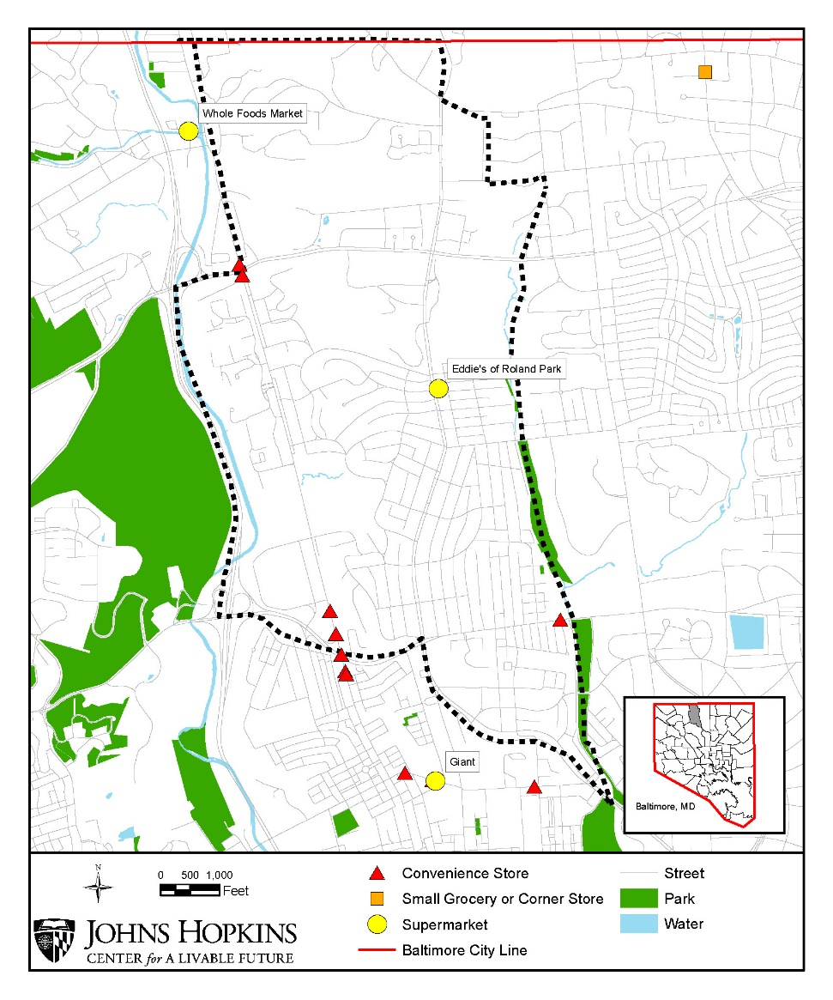 Whole Foods Market
Eddie's of Roland Park
Giant
Baltimore, MD
N
0 500 1,000
Feet
Convenience Store
Small Grocery or Corner Store
Supermarket
Baltimore City Line
Street
Park
Water
JOHNS HOPKINS
CENTER for A LIVABLE FUTURE